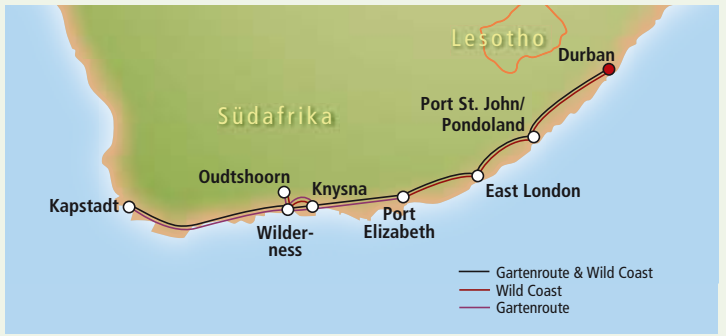 Lesotho
Durban
Port St. John/
Pondoland
Südafrika
Oudtshoorn
Knysna
East London
Kapstadt
Port
Elizabeth
Wilder-
ness
Gartenroute & Wild Coast
Wild Coast
Gartenroute